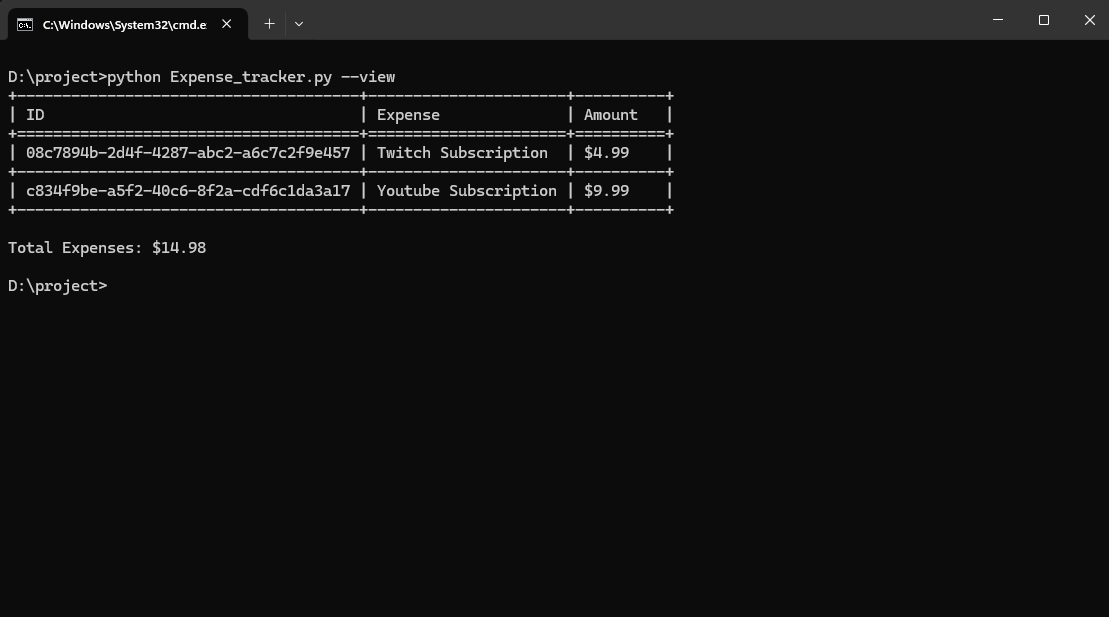 C:\Windows\System32\cmd.e
D:\project>python Expense_tracker.py --view
+--------------------------------------+----------------------+----------+
| ID                                   | Expense              | Amount   |
+======================================+======================+==========+
| 08c7894b-2d4f-4287-abc2-a6c7c2f9e457 | Twitch Subscription  | $4.99    |
+--------------------------------------+----------------------+----------+
| c834f9be-a5f2-40c6-8f2a-cdf6c1da3a17 | Youtube Subscription | $9.99    |
+--------------------------------------+----------------------+----------+
Total Expenses: $14.98
D:\project>